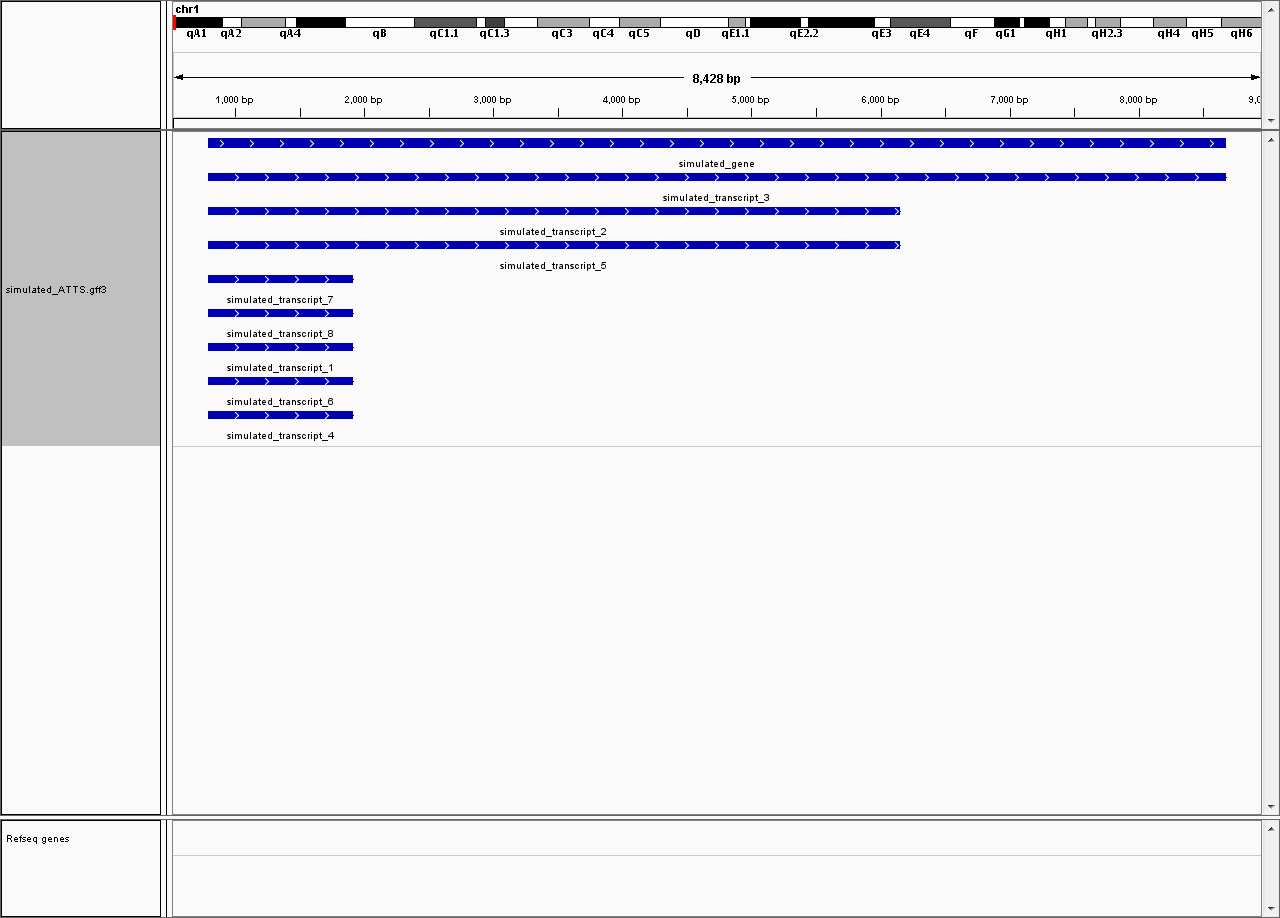 chr1
qA1 qA2 qA4 qB qC1.1 qC1.3 qC3 qC4 qC5 qD qE1.1 qE2.2 qE3 qE4 qF qG1 qH1 qH2.3 qH4 qH5 qH6
8,428 bp
1,000 bp 2,000 bp 3,000 bp 4,000 bp 5,000 bp 6,000 bp 7,000 bp 8,000 bp 9,0
simulated_gene
simulated_transcript_3
simulated_transcript_2
simulated_transcript_5
simulated_ATTS.gff3
simulated_transcript_7
simulated_transcript_8
simulated_transcript_1
simulated_transcript_6
simulated_transcript_4
Refseq genes